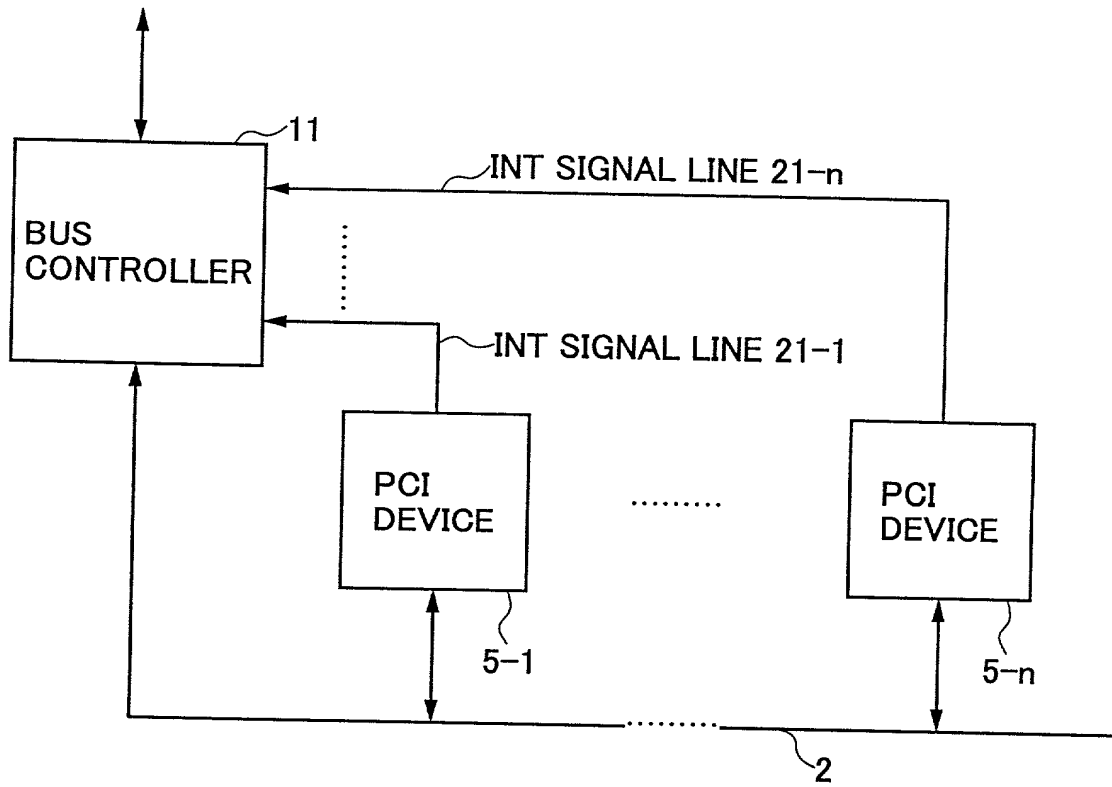 11
INT SIGNAL LINE 21-n
BUS
CONTROLLER
INT SIGNAL LINE 21-1
PCI
DEVICE
PCI
DEVICE
5-1
5-n
2